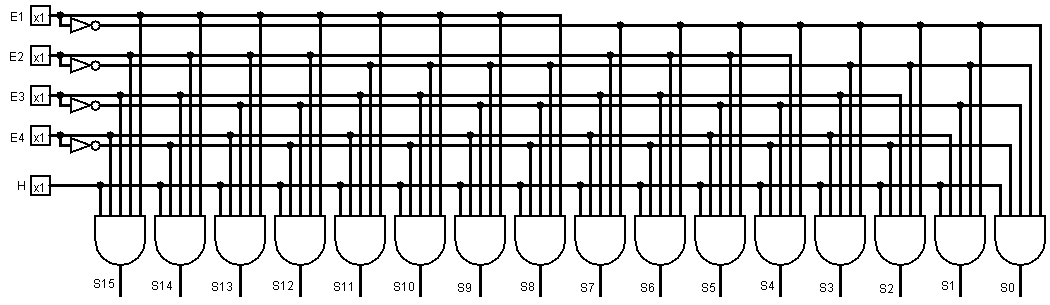 E1 x1
E2 x1
E3 x1
E4 x1
H x1
S15 S14 S13 S12 S11 S10 S9 S8 S7 S6 S5 S4 S3 S2 S1 S0